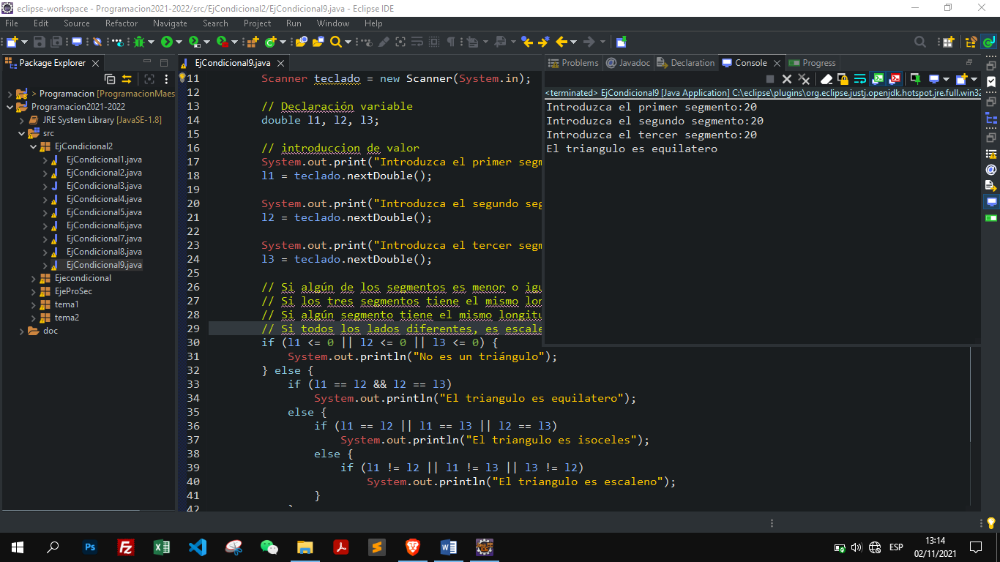 eclipse-workspace - Programacion2021-2022/src/EjCondicional2/EjCondicional9.java - Eclipse IDE
File Edit Source Refactor Navigate Search Project Run Window Help
Package Explorer
> Programacion [ProgramacionMaes
Programacion2021-2022
JRE System Library [JavaSE-1.8]
src
EjCondicional2
EjCondicional1.java
EjCondicional2.java
EjCondicional3.java
EjCondicional4.java
EjCondicional5.java
EjCondicional6.java
EjCondicional7.java
EjCondicional8.java
EjCondicional9.java
Ejecondicional
EjeProSec
tema1
tema2
doc
EjCondicional9.java
11 Scanner teclado = new Scanner(System.in);
12
13 // Declaración variable
14 double l1, l2, l3;
15
16 // introduccion de valor
17 System.out.print("Introduzca el primer segm
18 l1 = teclado.nextDouble();
19
20 System.out.print("Introduzca el segundo seg
21 l2 = teclado.nextDouble();
22
23 System.out.print("Introduzca el tercer segm
24 l3 = teclado.nextDouble();
25
26 // Si algún de los segmentos es menor o igu
27 // Si los tres segmentos tiene el mismo lon
28 // Si algún segmento tiene el mismo longitu
29 // Si todos los lados diferentes, es escale
30 if (l1 <= 0 || l2 <= 0 || l3 <= 0) {
31 System.out.println("No es un triángulo");
32 } else {
33 if (l1 == l2 && l2 == l3)
34 System.out.println("El triangulo es equilatero");
35 else {
36 if (l1 == l2 || l1 == l3 || l2 == l3)
37 System.out.println("El triangulo es isoceles");
38 else {
39 if (l1 != l2 || l1 != l3 || l3 != l2)
40 System.out.println("El triangulo es escaleno");
41 }
42 }
Problems Javadoc Declaration Console Progress
<terminated> EjCondicional9 [Java Application] C:\eclipse\plugins\org.eclipse.justj.openjdk.hotspot.jre.full.win32
Introduzca el primer segmento:20
Introduzca el segundo segmento:20
Introduzca el tercer segmento:20
El triangulo es equilatero
ESP
13:14
02/11/2021